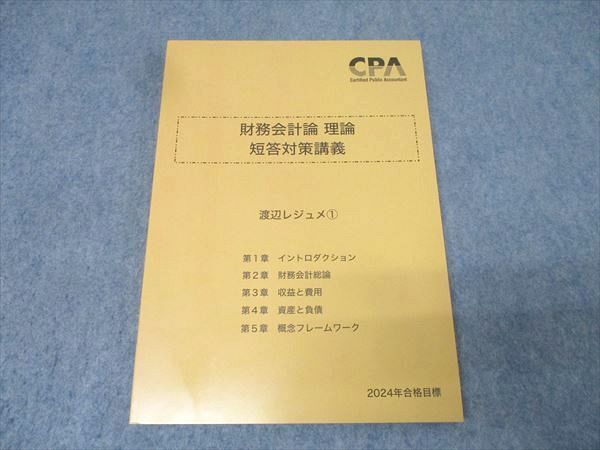 CPA
Certified Public Accountant
財務会計論 理論
短答対策講義
渡辺レジュメ①
第1章 イントロダクション
第2章 財務会計総論
第3章 収益と費用
第4章 資産と負債
第5章 概念フレームワーク
2024年合格目標